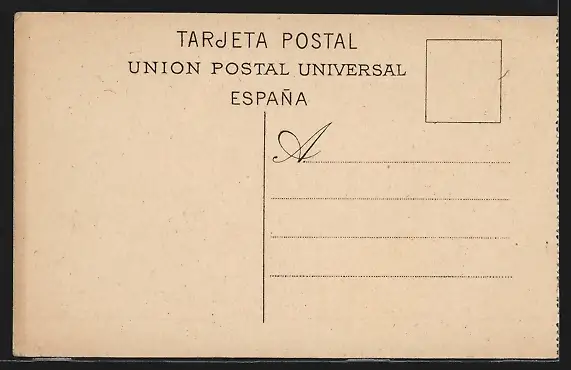 TARJETA POSTAL
UNION POSTAL UNIVERSAL
ESPAÑA
A